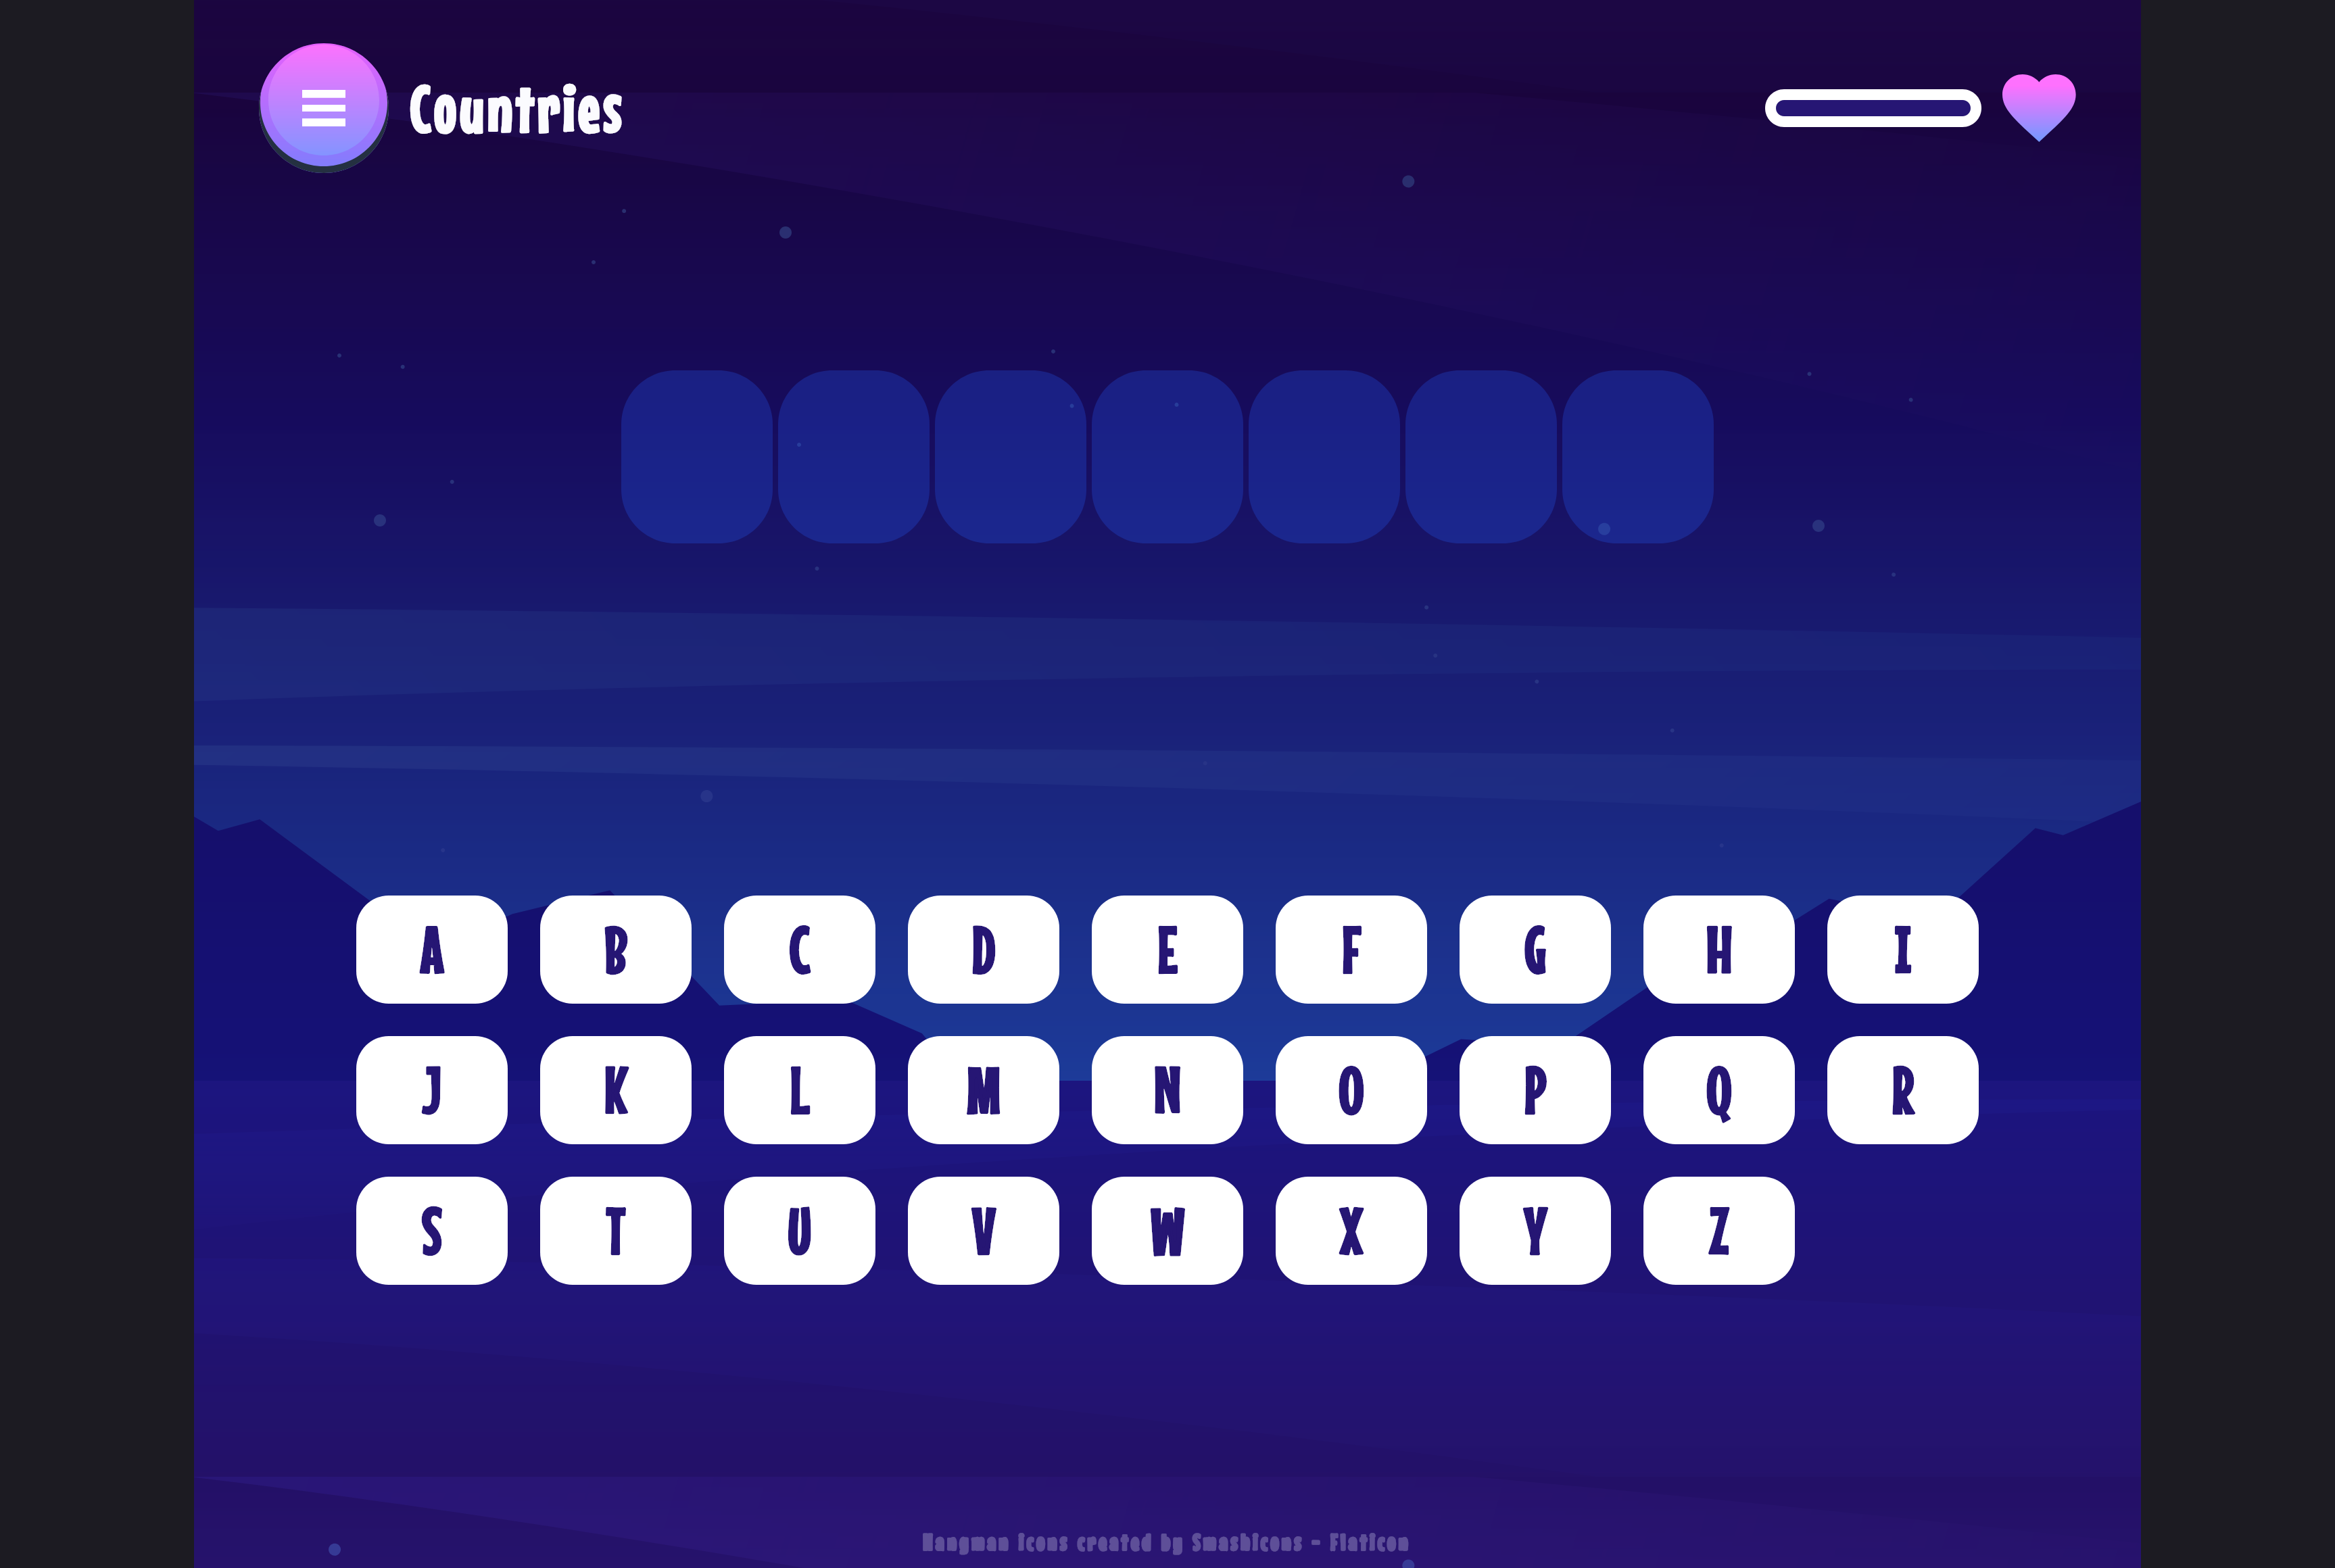 Countries
A B C D E F G H I
J K L M N O P Q R
S T U V W X Y Z
Hangman icons created by Smashicons - Flaticon